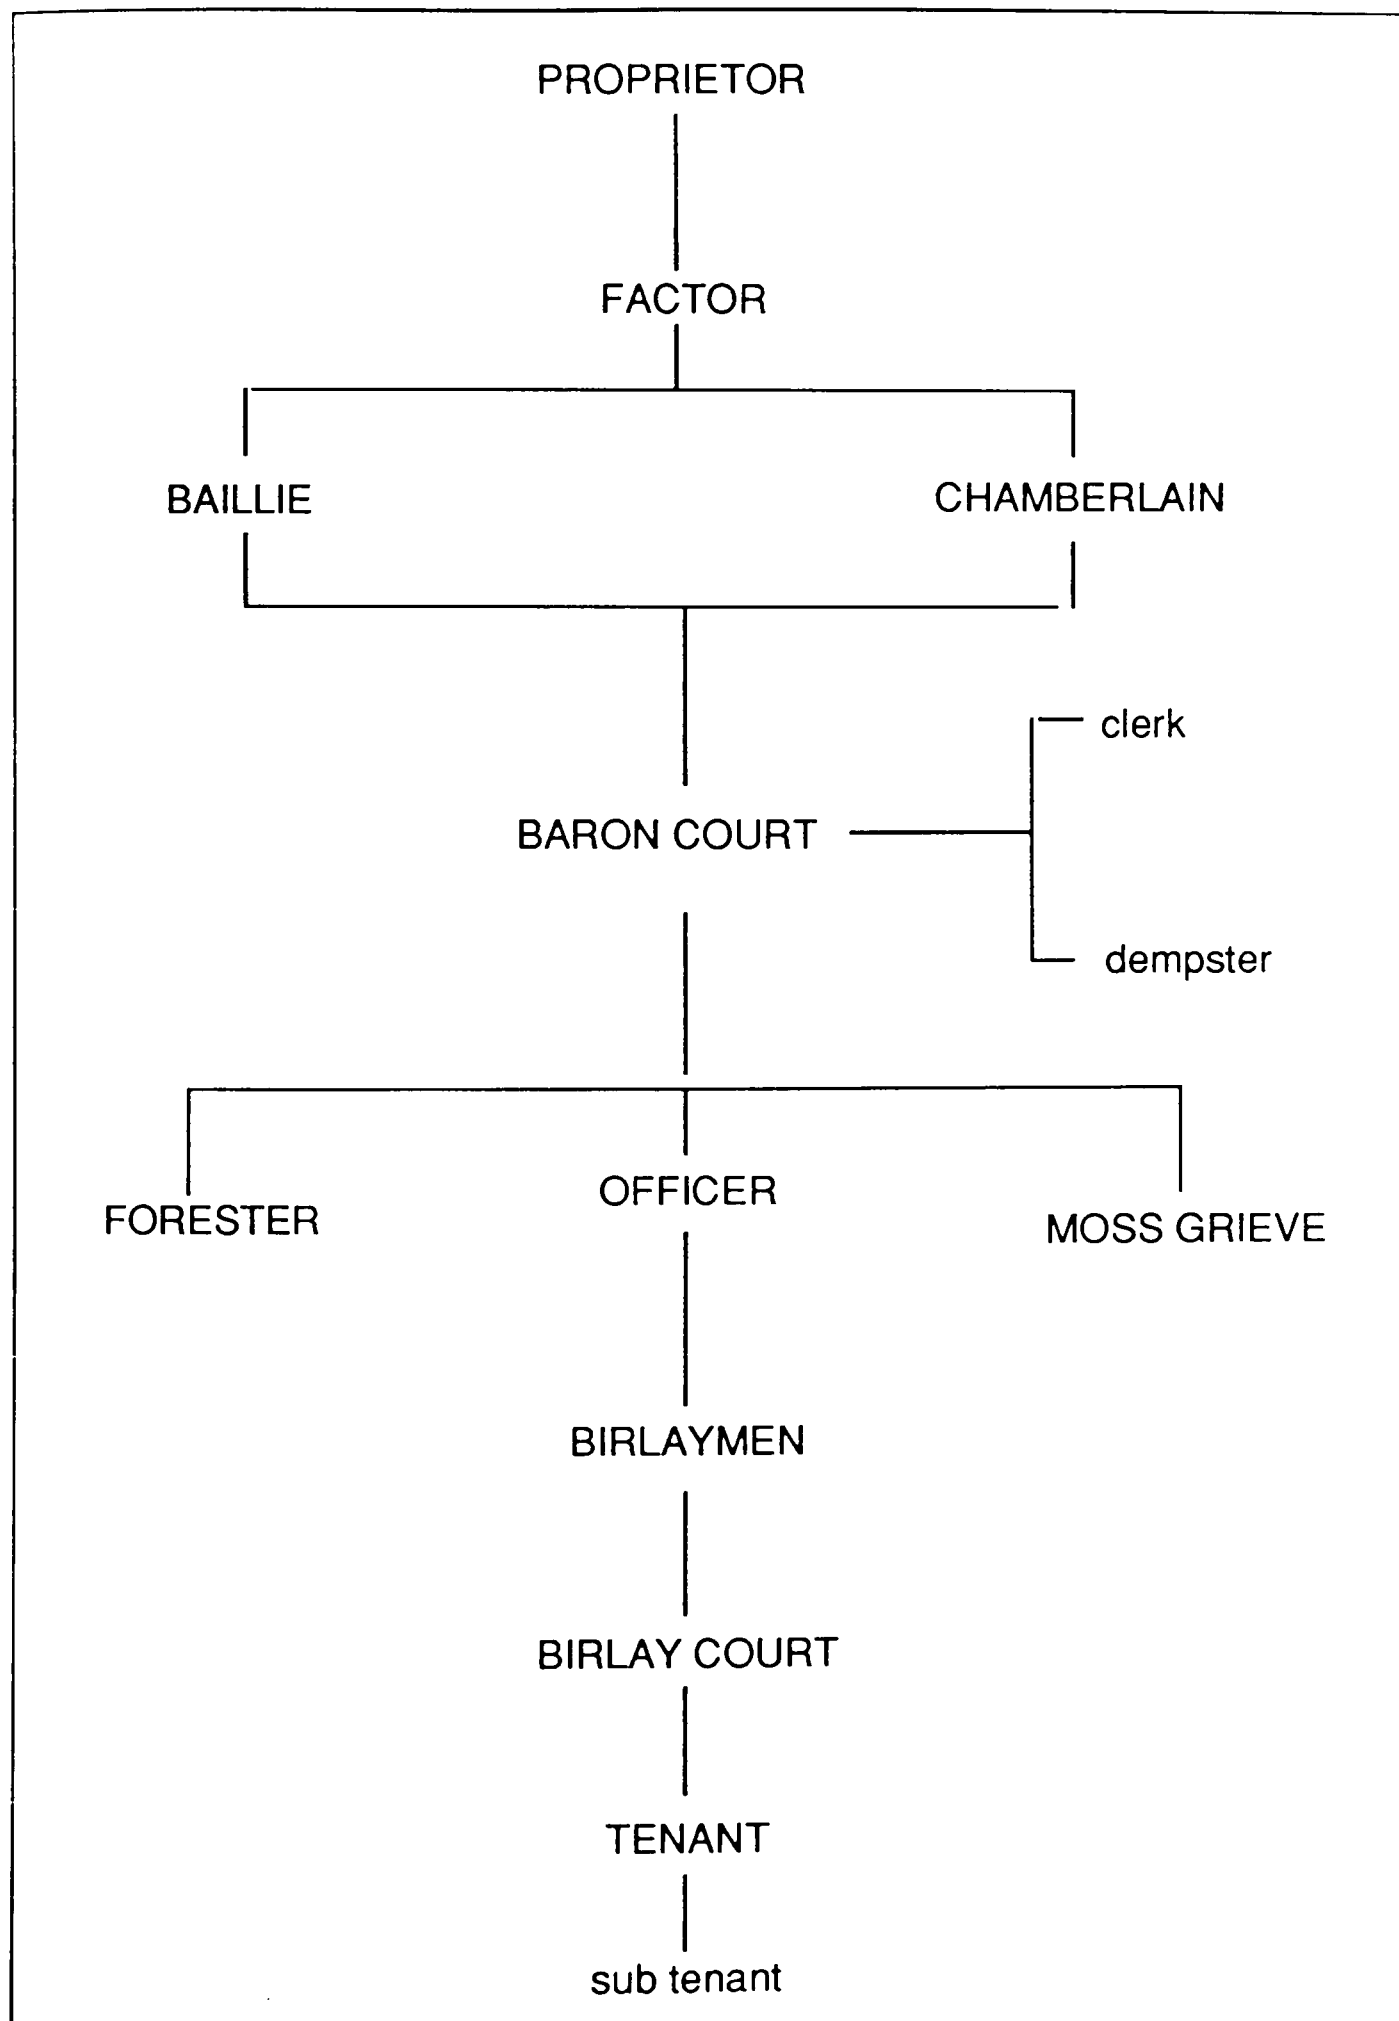 PROPRIETOR
FACTOR
BAILLIE
CHAMBERLAIN
clerk
BARON COURT
dempster
FORESTER
OFFICER
MOSS GRIEVE
BIRLAYMEN
BIRLAY COURT
TENANT
sub tenant